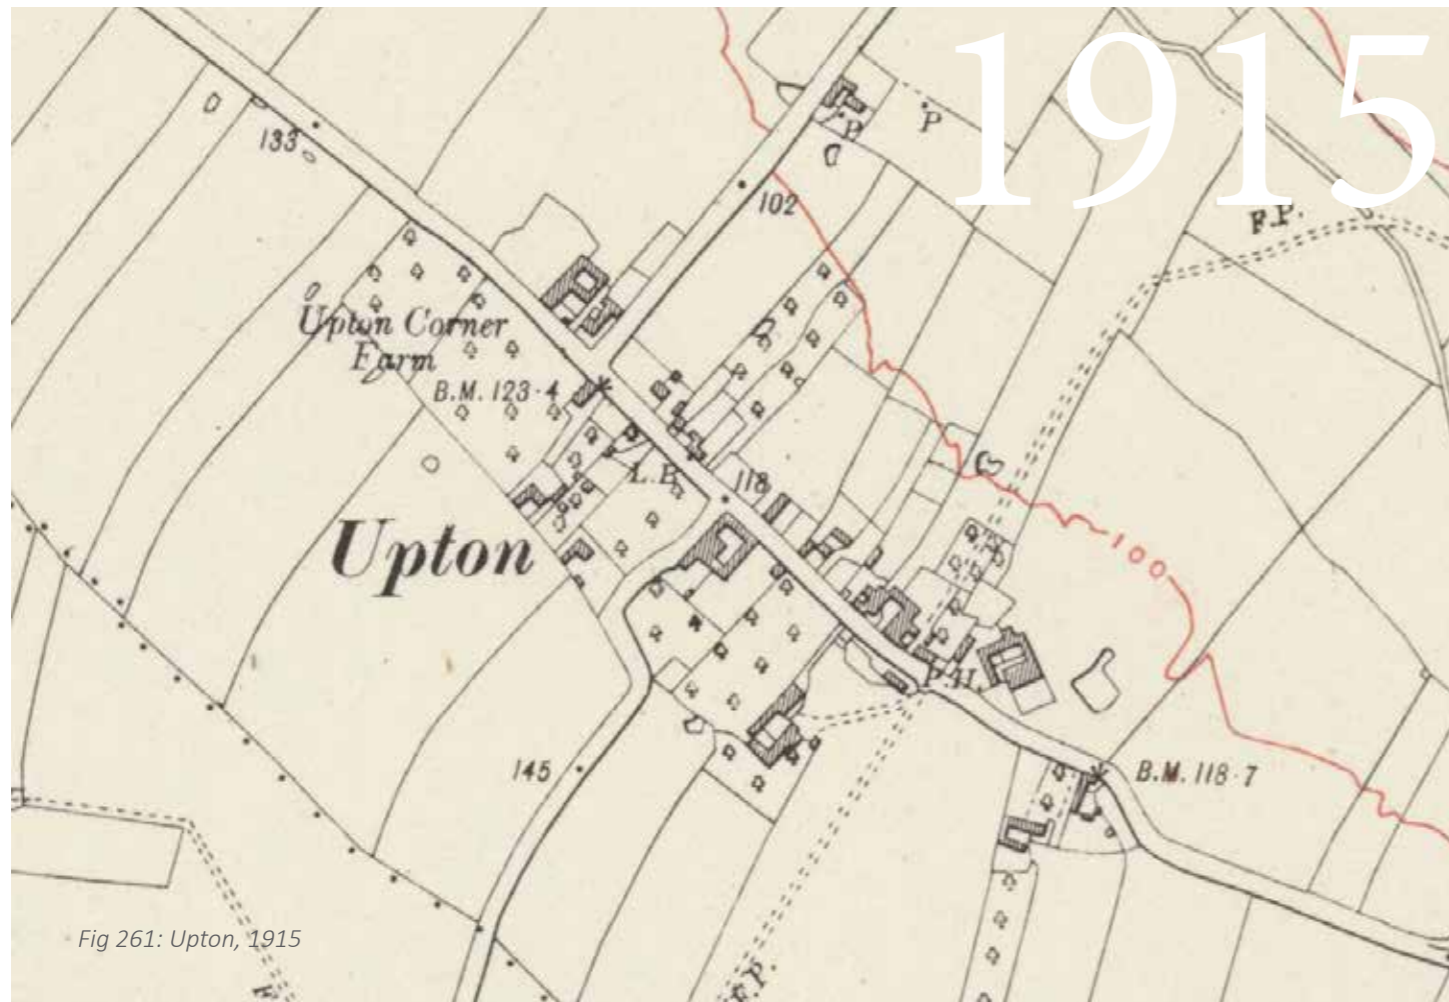 1915
133
P
P
102
F.P.
Upton Corner
Farm
B.M. 123·4
L.B.
118
Upton
100
P.H.
145
B.M. 118·7
F.P.
Fig 261: Upton, 1915